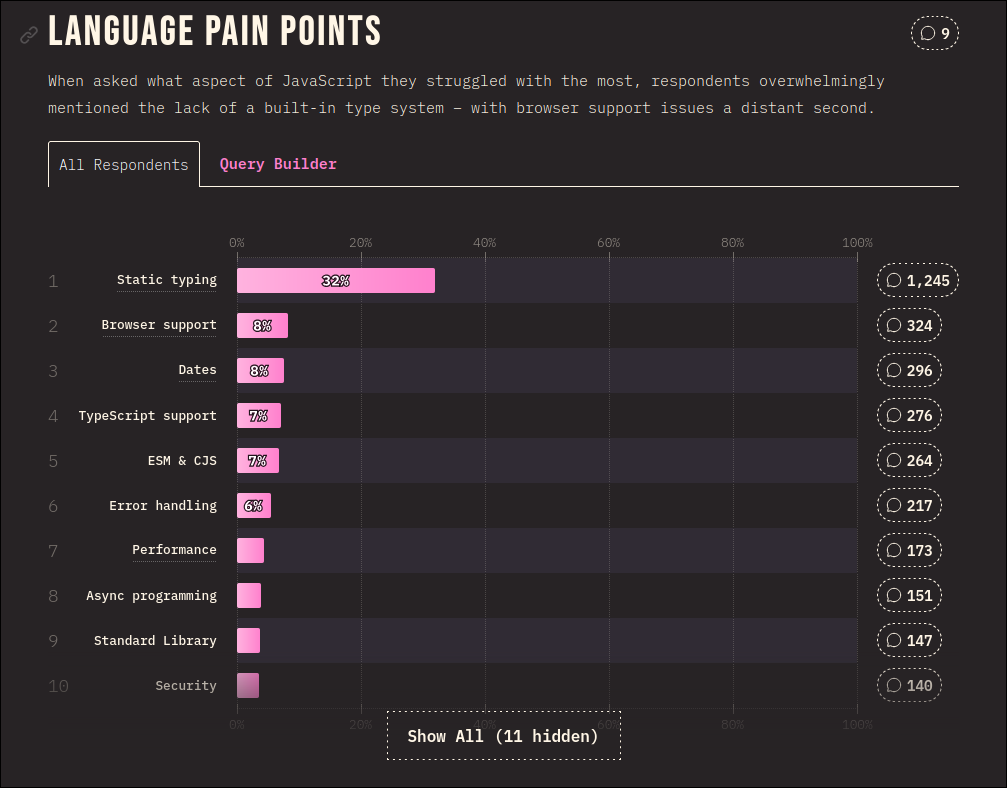 LANGUAGE PAIN POINTS
9
When asked what aspect of JavaScript they struggled with the most, respondents overwhelmingly
mentioned the lack of a built-in type system – with browser support issues a distant second.
All Respondents Query Builder
0% 20% 40% 60% 80% 100%
1 Static typing 32% 1,245
2 Browser support 8% 324
3 Dates 8% 296
4 TypeScript support 7% 276
5 ESM & CJS 7% 264
6 Error handling 6% 217
7 Performance 173
8 Async programming 151
9 Standard Library 147
10 Security 140
0% 20% 40% 60% 80% 100%
Show All (11 hidden)